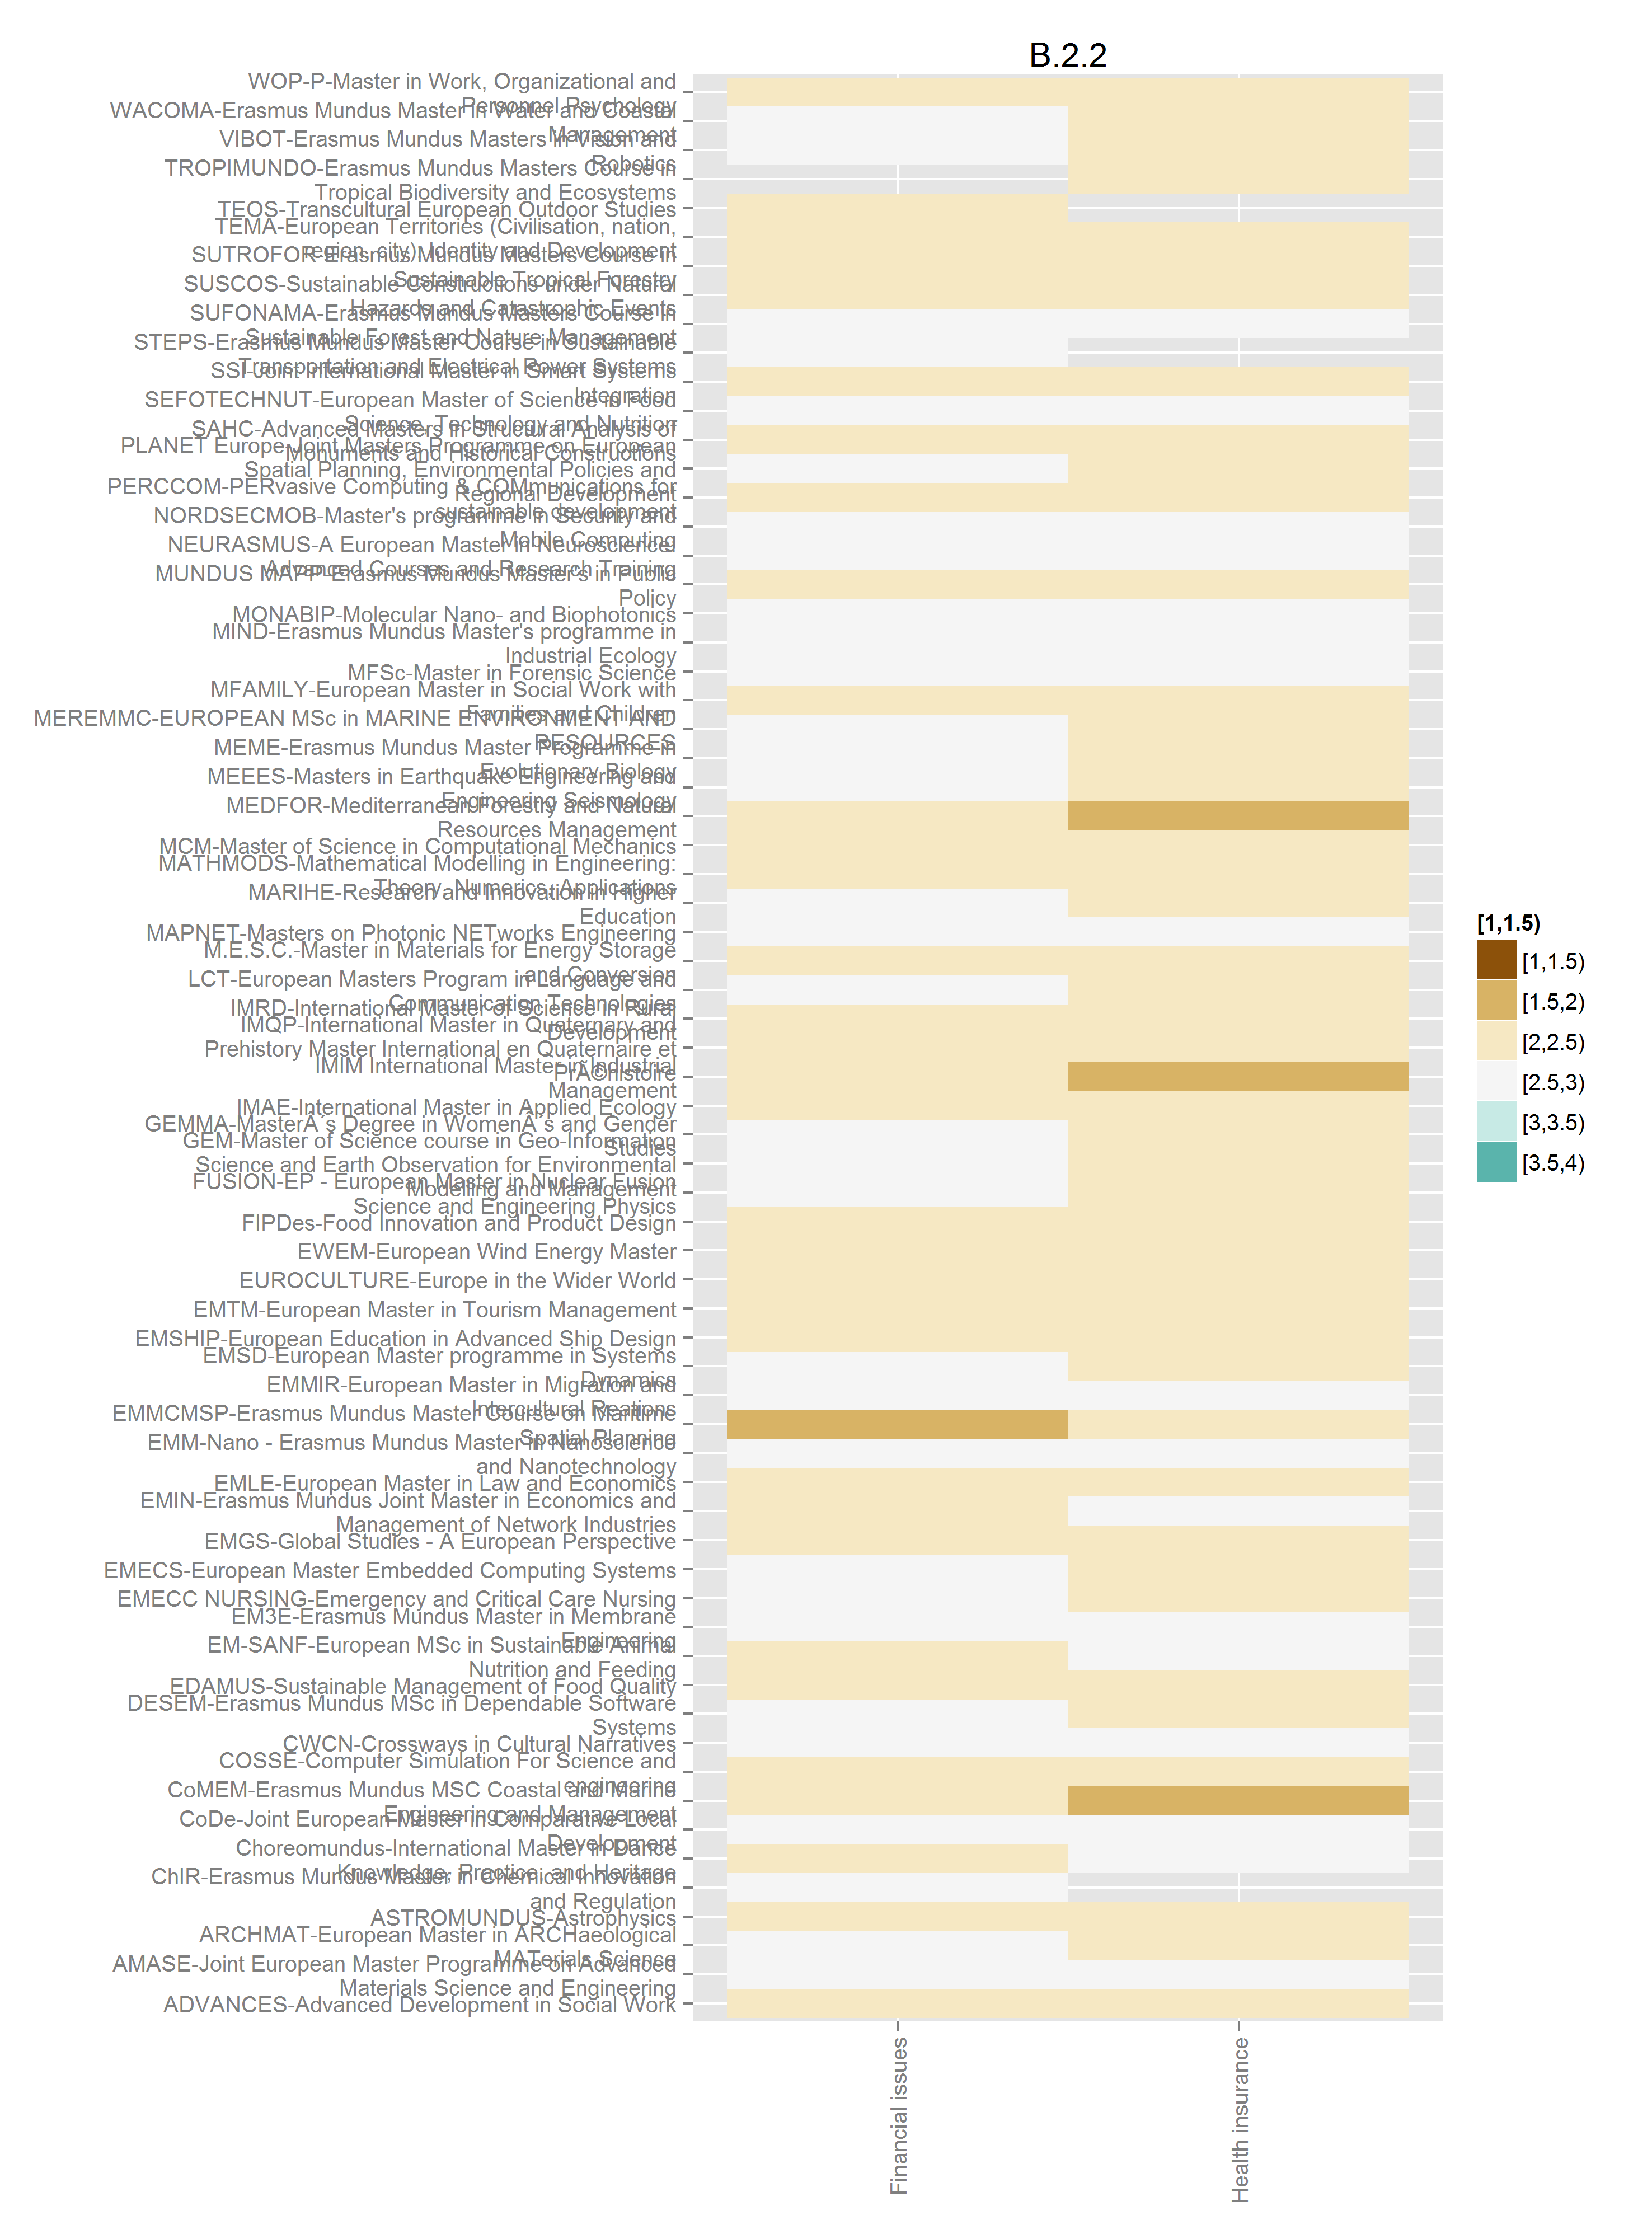 B.2.2
WOP-P-Master in Work, Organizational and
Personnel Psychology
WACOMA-Erasmus Mundus Master in Water and Coastal
Management
VIBOT-Erasmus Mundus Masters in Vision and
Robotics
TROPIMUNDO-Erasmus Mundus Masters Course in
Tropical Biodiversity and Ecosystems
TEOS-Transcultural European Outdoor Studies
TEMA-European Territories (Civilisation, nation,
region, city), Identity and Development
SUTROFOR-Erasmus Mundus Masters Course in
Sustainable Tropical Forestry
SUSCOS-Sustainable Constructions under Natural
Hazards and Catastrophic Events
SUFONAMA-Erasmus Mundus Masters Course in
Sustainable Forest and Nature Management
STEPS-Erasmus Mundus Master Course in Sustainable
Transportation and Electrical Power Systems
SSI-Joint International Master in Smart Systems
Integration
SEFOTECHNUT-European Master of Science in Food
Science, Technology and Nutrition
SAHC-Advanced Masters in Structural Analysis of
Monuments and Historical Constructions
PLANET Europe-Joint Masters Programme on European
Spatial Planning, Environmental Policies and
Regional Development
PERCCOM-PERvasive Computing & COMmunications for
sustainable development
NORDSECMOB-Master's programme in Security and
Mobile Computing
NEURASMUS-A European Master in Neuroscience:
Advanced Courses and Research Training
MUNDUS MAPP-Erasmus Mundus Master's in Public
Policy
MONABIP-Molecular Nano- and Biophotonics
MIND-Erasmus Mundus Master's programme in
Industrial Ecology
MFSc-Master in Forensic Science
MFAMILY-European Master in Social Work with
Families and Children
MEREMMC-EUROPEAN MSc in MARINE ENVIRONMENT AND
RESOURCES
MEME-Erasmus Mundus Master Programme in
Evolutionary Biology
MEEES-Masters in Earthquake Engineering and
Engineering Seismology
MEDFOR-Mediterranean Forestry and Natural
Resources Management
MCM-Master of Science in Computational Mechanics
MATHMODS-Mathematical Modelling in Engineering:
Theory, Numerics, Applications
MARIHE-Research and Innovation in Higher
Education
MAPNET-Masters on Photonic NETworks Engineering
M.E.S.C.-Master in Materials for Energy Storage
and Conversion
LCT-European Masters Program in Language and
Communication Technologies
IMRD-International Master of Science in Rural
Development
IMQP-International Master in Quaternary and
Prehistory Master International en Quaternaire et
PrÃ©histoire
IMIM International Master in Industrial
Management
IMAE-International Master in Applied Ecology
GEMMA-MasterÂ´s Degree in WomenÂ´s and Gender
Studies
GEM-Master of Science course in Geo-Information
Science and Earth Observation for Environmental
Modelling and Management
FUSION-EP - European Master in Nuclear Fusion
Science and Engineering Physics
FIPDes-Food Innovation and Product Design
EWEM-European Wind Energy Master
EUROCULTURE-Europe in the Wider World
EMTM-European Master in Tourism Management
EMSHIP-European Education in Advanced Ship Design
EMSD-European Master programme in Systems
Dynamics
EMMIR-European Master in Migration and
Intercultural Reations
EMMCMSP-Erasmus Mundus Master Course on Maritime
Spatial Planning
EMM-Nano - Erasmus Mundus Master in Nanoscience
and Nanotechnology
EMLE-European Master in Law and Economics
EMIN-Erasmus Mundus Joint Master in Economics and
Management of Network Industries
EMGS-Global Studies - A European Perspective
EMECS-European Master Embedded Computing Systems
EMECC NURSING-Emergency and Critical Care Nursing
EM3E-Erasmus Mundus Master in Membrane
Engineering
EM-SANF-European MSc in Sustainable Animal
Nutrition and Feeding
EDAMUS-Sustainable Management of Food Quality
DESEM-Erasmus Mundus MSc in Dependable Software
Systems
CWCN-Crossways in Cultural Narratives
COSSE-Computer Simulation For Science and
engineering
CoMEM-Erasmus Mundus MSC Coastal and Marine
Engineering and Management
CoDe-Joint European Master in Comparative Local
Development
Choreomundus-International Master in Dance
Knowledge, Practice, and Heritage
ChIR-Erasmus Mundus Master in Chemical Innovation
and Regulation
ASTROMUNDUS-Astrophysics
ARCHMAT-European Master in ARCHaeological
MATerials Science
AMASE-Joint European Master Programme on Advanced
Materials Science and Engineering
ADVANCES-Advanced Development in Social Work
Financial issues
Health insurance
[1,1.5)
[1,1.5)
[1.5,2)
[2,2.5)
[2.5,3)
[3,3.5)
[3.5,4)